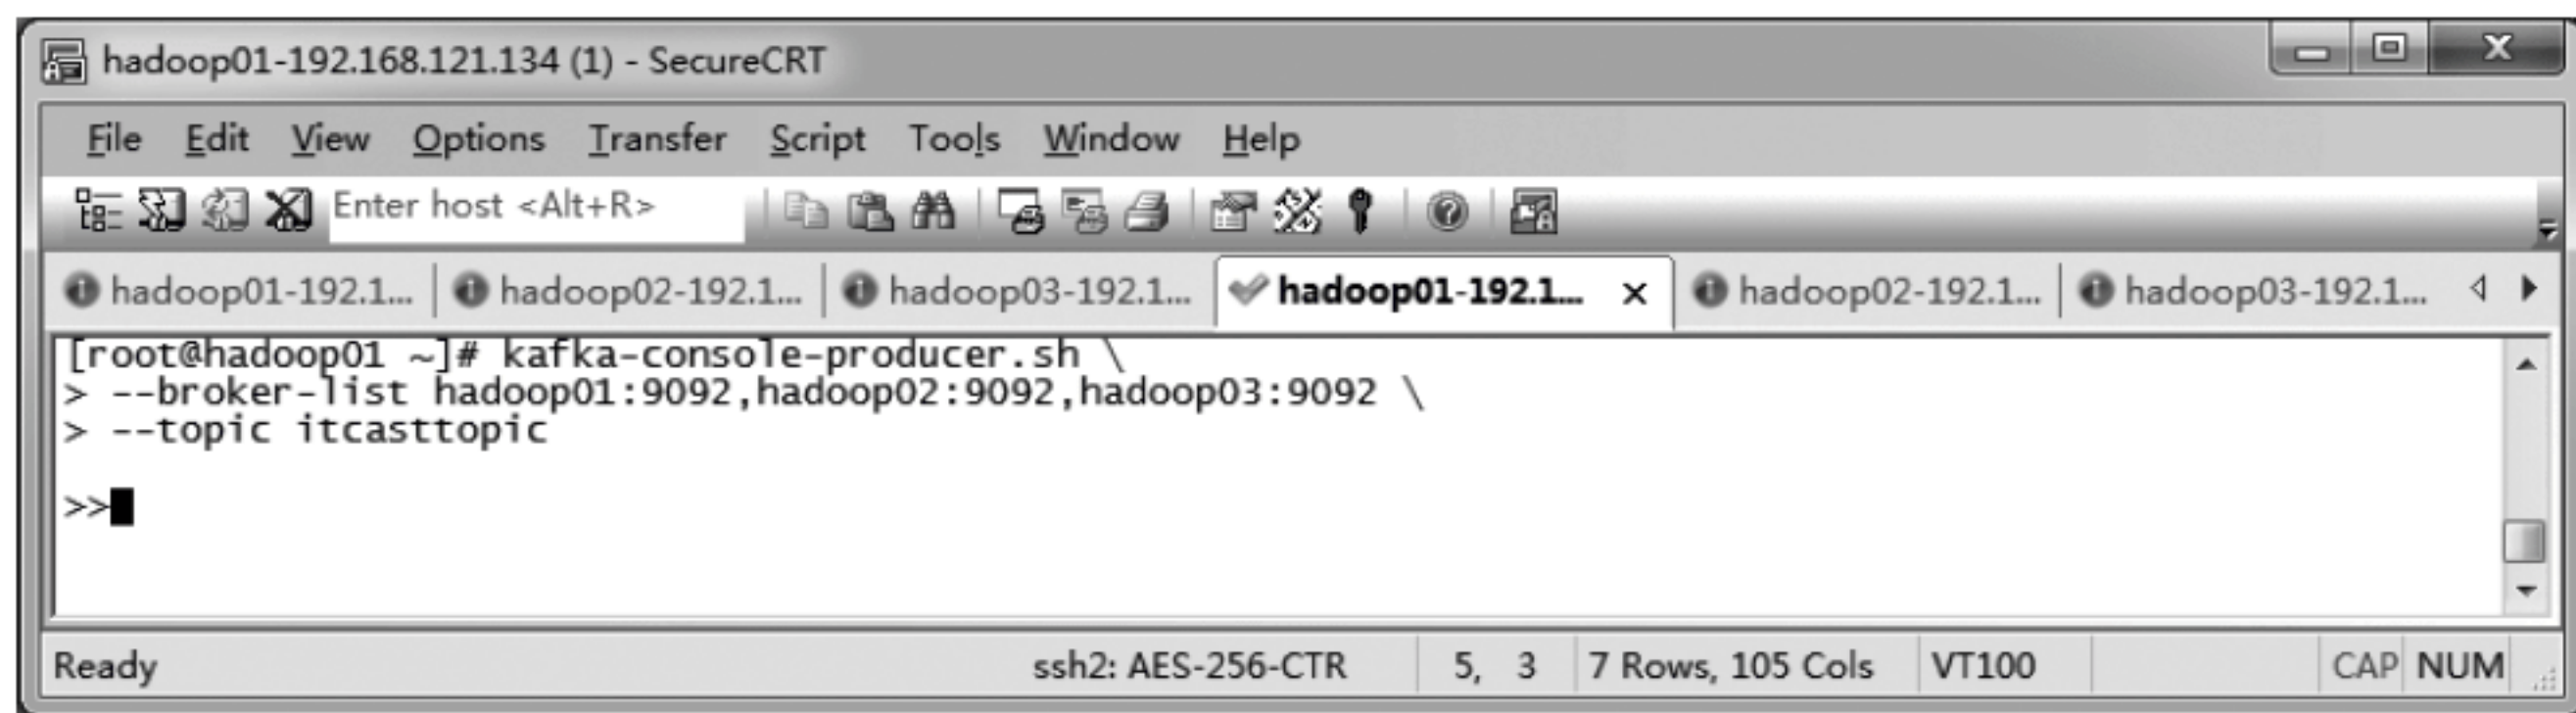 hadoop01-192.168.121.134 (1) - SecureCRT
File Edit View Options Transfer Script Tools Window Help
Enter host <Alt+R>
hadoop01-192.1... hadoop02-192.1... hadoop03-192.1... hadoop01-192.1... hadoop02-192.1... hadoop03-192.1...
[root@hadoop01 ~]# kafka-console-producer.sh \
> --broker-list hadoop01:9092,hadoop02:9092,hadoop03:9092 \
> --topic itcasttopic
>>
Ready ssh2: AES-256-CTR 5, 3 7 Rows, 105 Cols VT100 CAP NUM